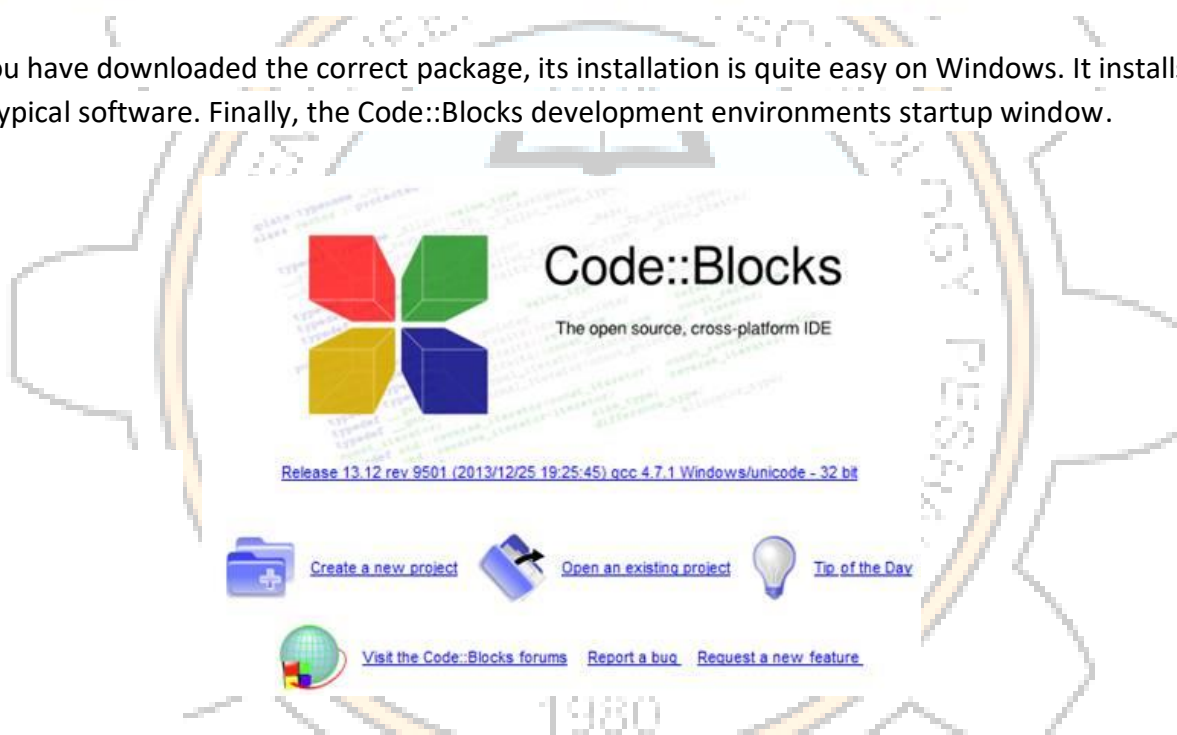 ou have downloaded the correct package, its installation is quite easy on Windows. It installs
ypical software. Finally, the Code::Blocks development environments startup window.
Code::Blocks
The open source, cross-platform IDE
Release 13.12 rev 9501 (2013/12/25 19:25:45) gcc 4.7.1 Windows/unicode - 32 bit
Create a new project Open an existing project Tip of the Day
Visit the Code::Blocks forums Report a bug Request a new feature
1980